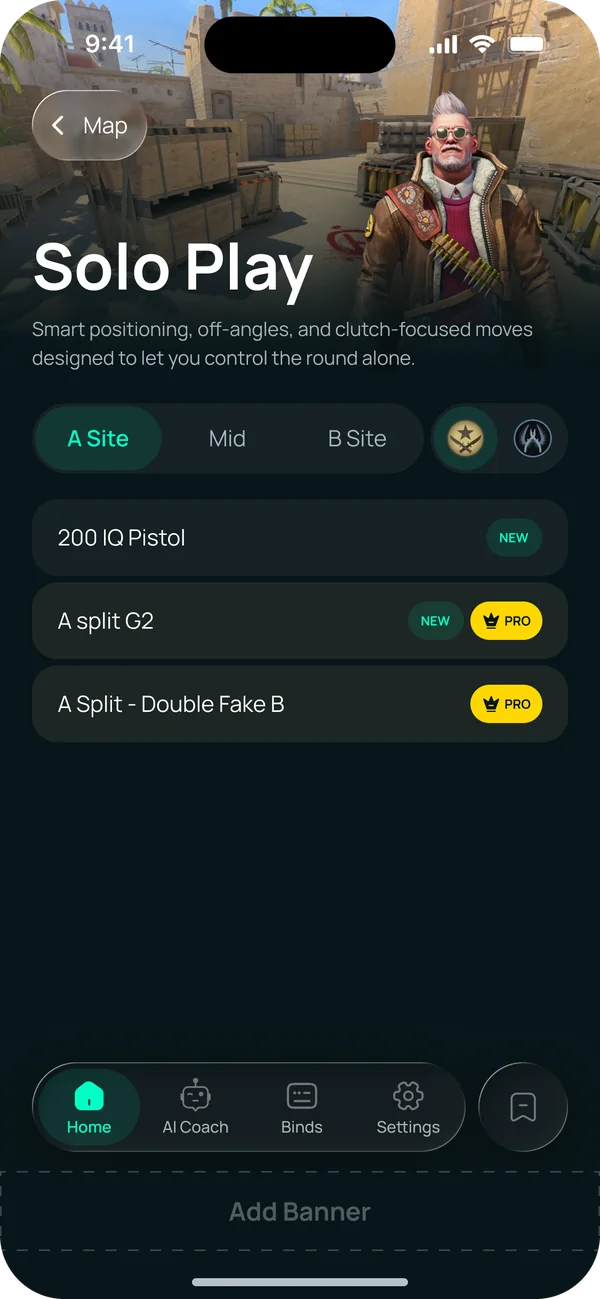 9:41
Map
Solo Play
Smart positioning, off-angles, and clutch-focused moves
designed to let you control the round alone.
A Site Mid B Site
200 IQ Pistol NEW
A split G2 NEW PRO
A Split - Double Fake B PRO
Home AI Coach Binds Settings
Add Banner